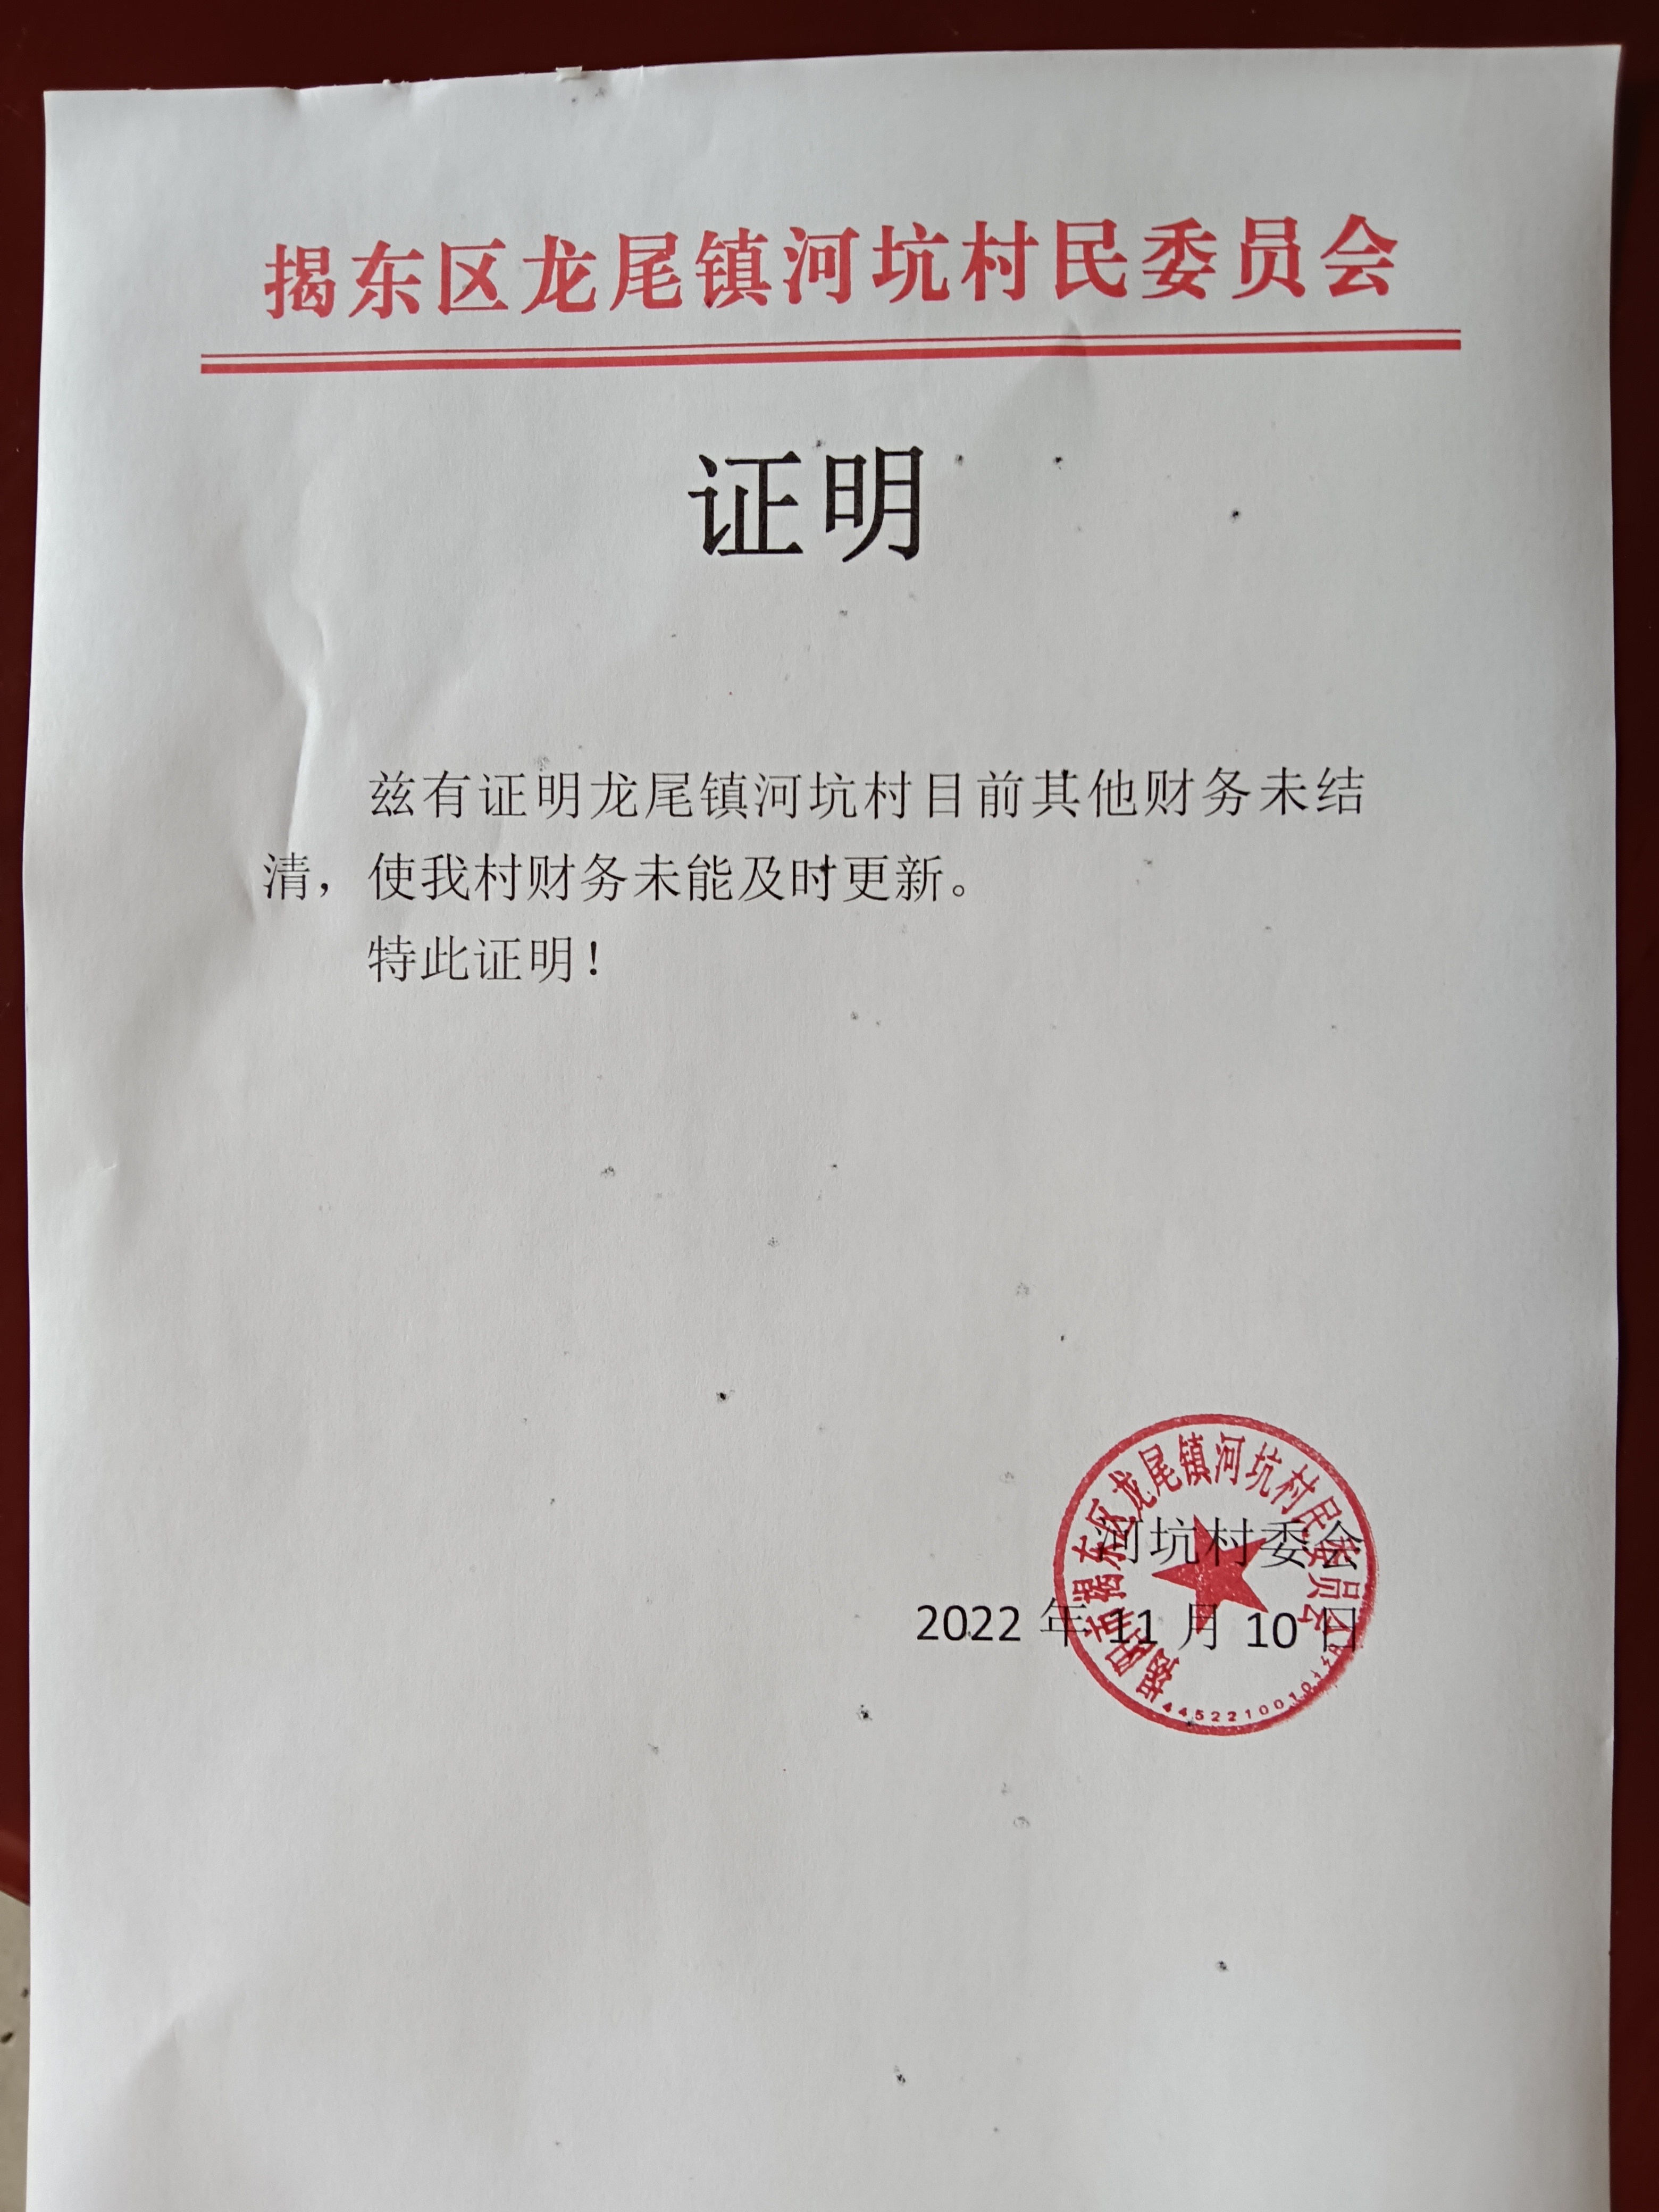 揭东区龙尾镇河坑村民委员会
证明
兹有证明龙尾镇河坑村目前其他财务未结
清，使我村财务未能及时更新。
特此证明！
河坑村委会
2022 年 11 月 10 日
揭阳市揭东区龙尾镇河坑村民委员会